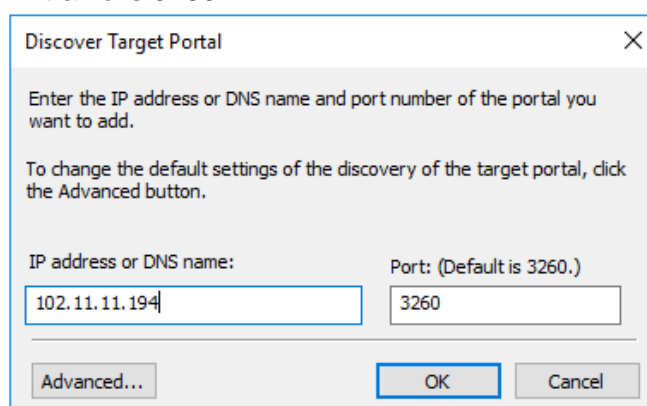 Discover Target Portal
Enter the IP address or DNS name and port number of the portal you
want to add.
To change the default settings of the discovery of the target portal, click
the Advanced button.
IP address or DNS name:
Port: (Default is 3260.)
102.11.11.194
3260
Advanced...
OK
Cancel